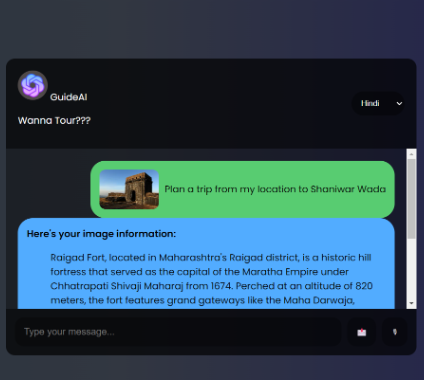 GuideAI
Hindi
Wanna Tour???
Plan a trip from my location to Shaniwar Wada
Here's your image information:
Raigad Fort, located in Maharashtra's Raigad district, is a historic hill
fortress that served as the capital of the Maratha Empire under
Chhatrapati Shivaji Maharaj from 1674. Perched at an altitude of 820
meters, the fort features grand gateways like the Maha Darwaja,
Type your message...